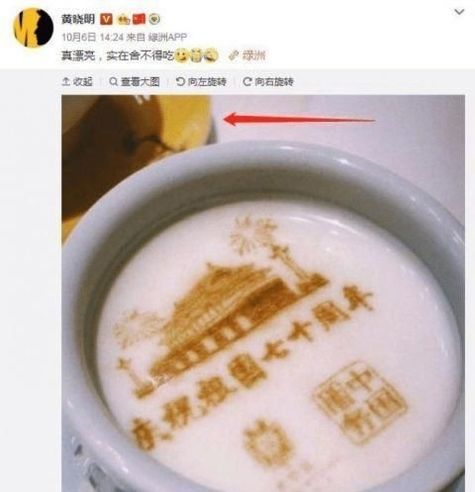 黄晓明
10月6日 14:24 来自 绿洲APP
真漂亮，实在舍不得吃 绿洲
收起 查看大图 向左旋转 向右旋转
庆祝祖国七十周年
中国